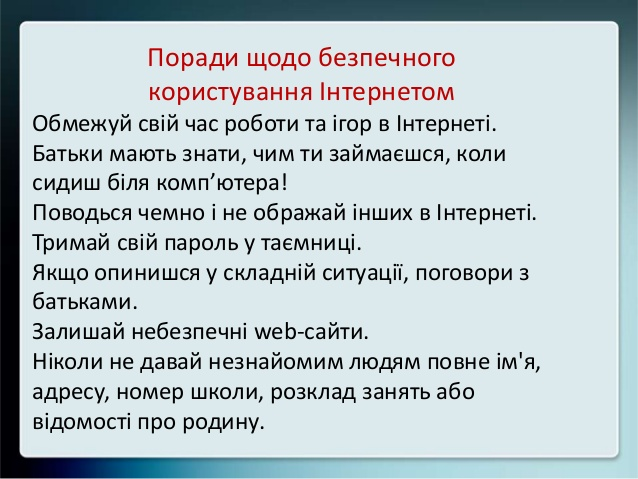 Поради щодо безпечного
користування Інтернетом
Обмежуй свій час роботи та ігор в Інтернеті.
Батьки мають знати, чим ти займаєшся, коли
сидиш біля комп’ютера!
Поводься чемно і не ображай інших в Інтернеті.
Тримай свій пароль у таємниці.
Якщо опинишся у складній ситуації, поговори з
батьками.
Залишай небезпечні web-сайти.
Ніколи не давай незнайомим людям повне ім'я,
адресу, номер школи, розклад занять або
відомості про родину.